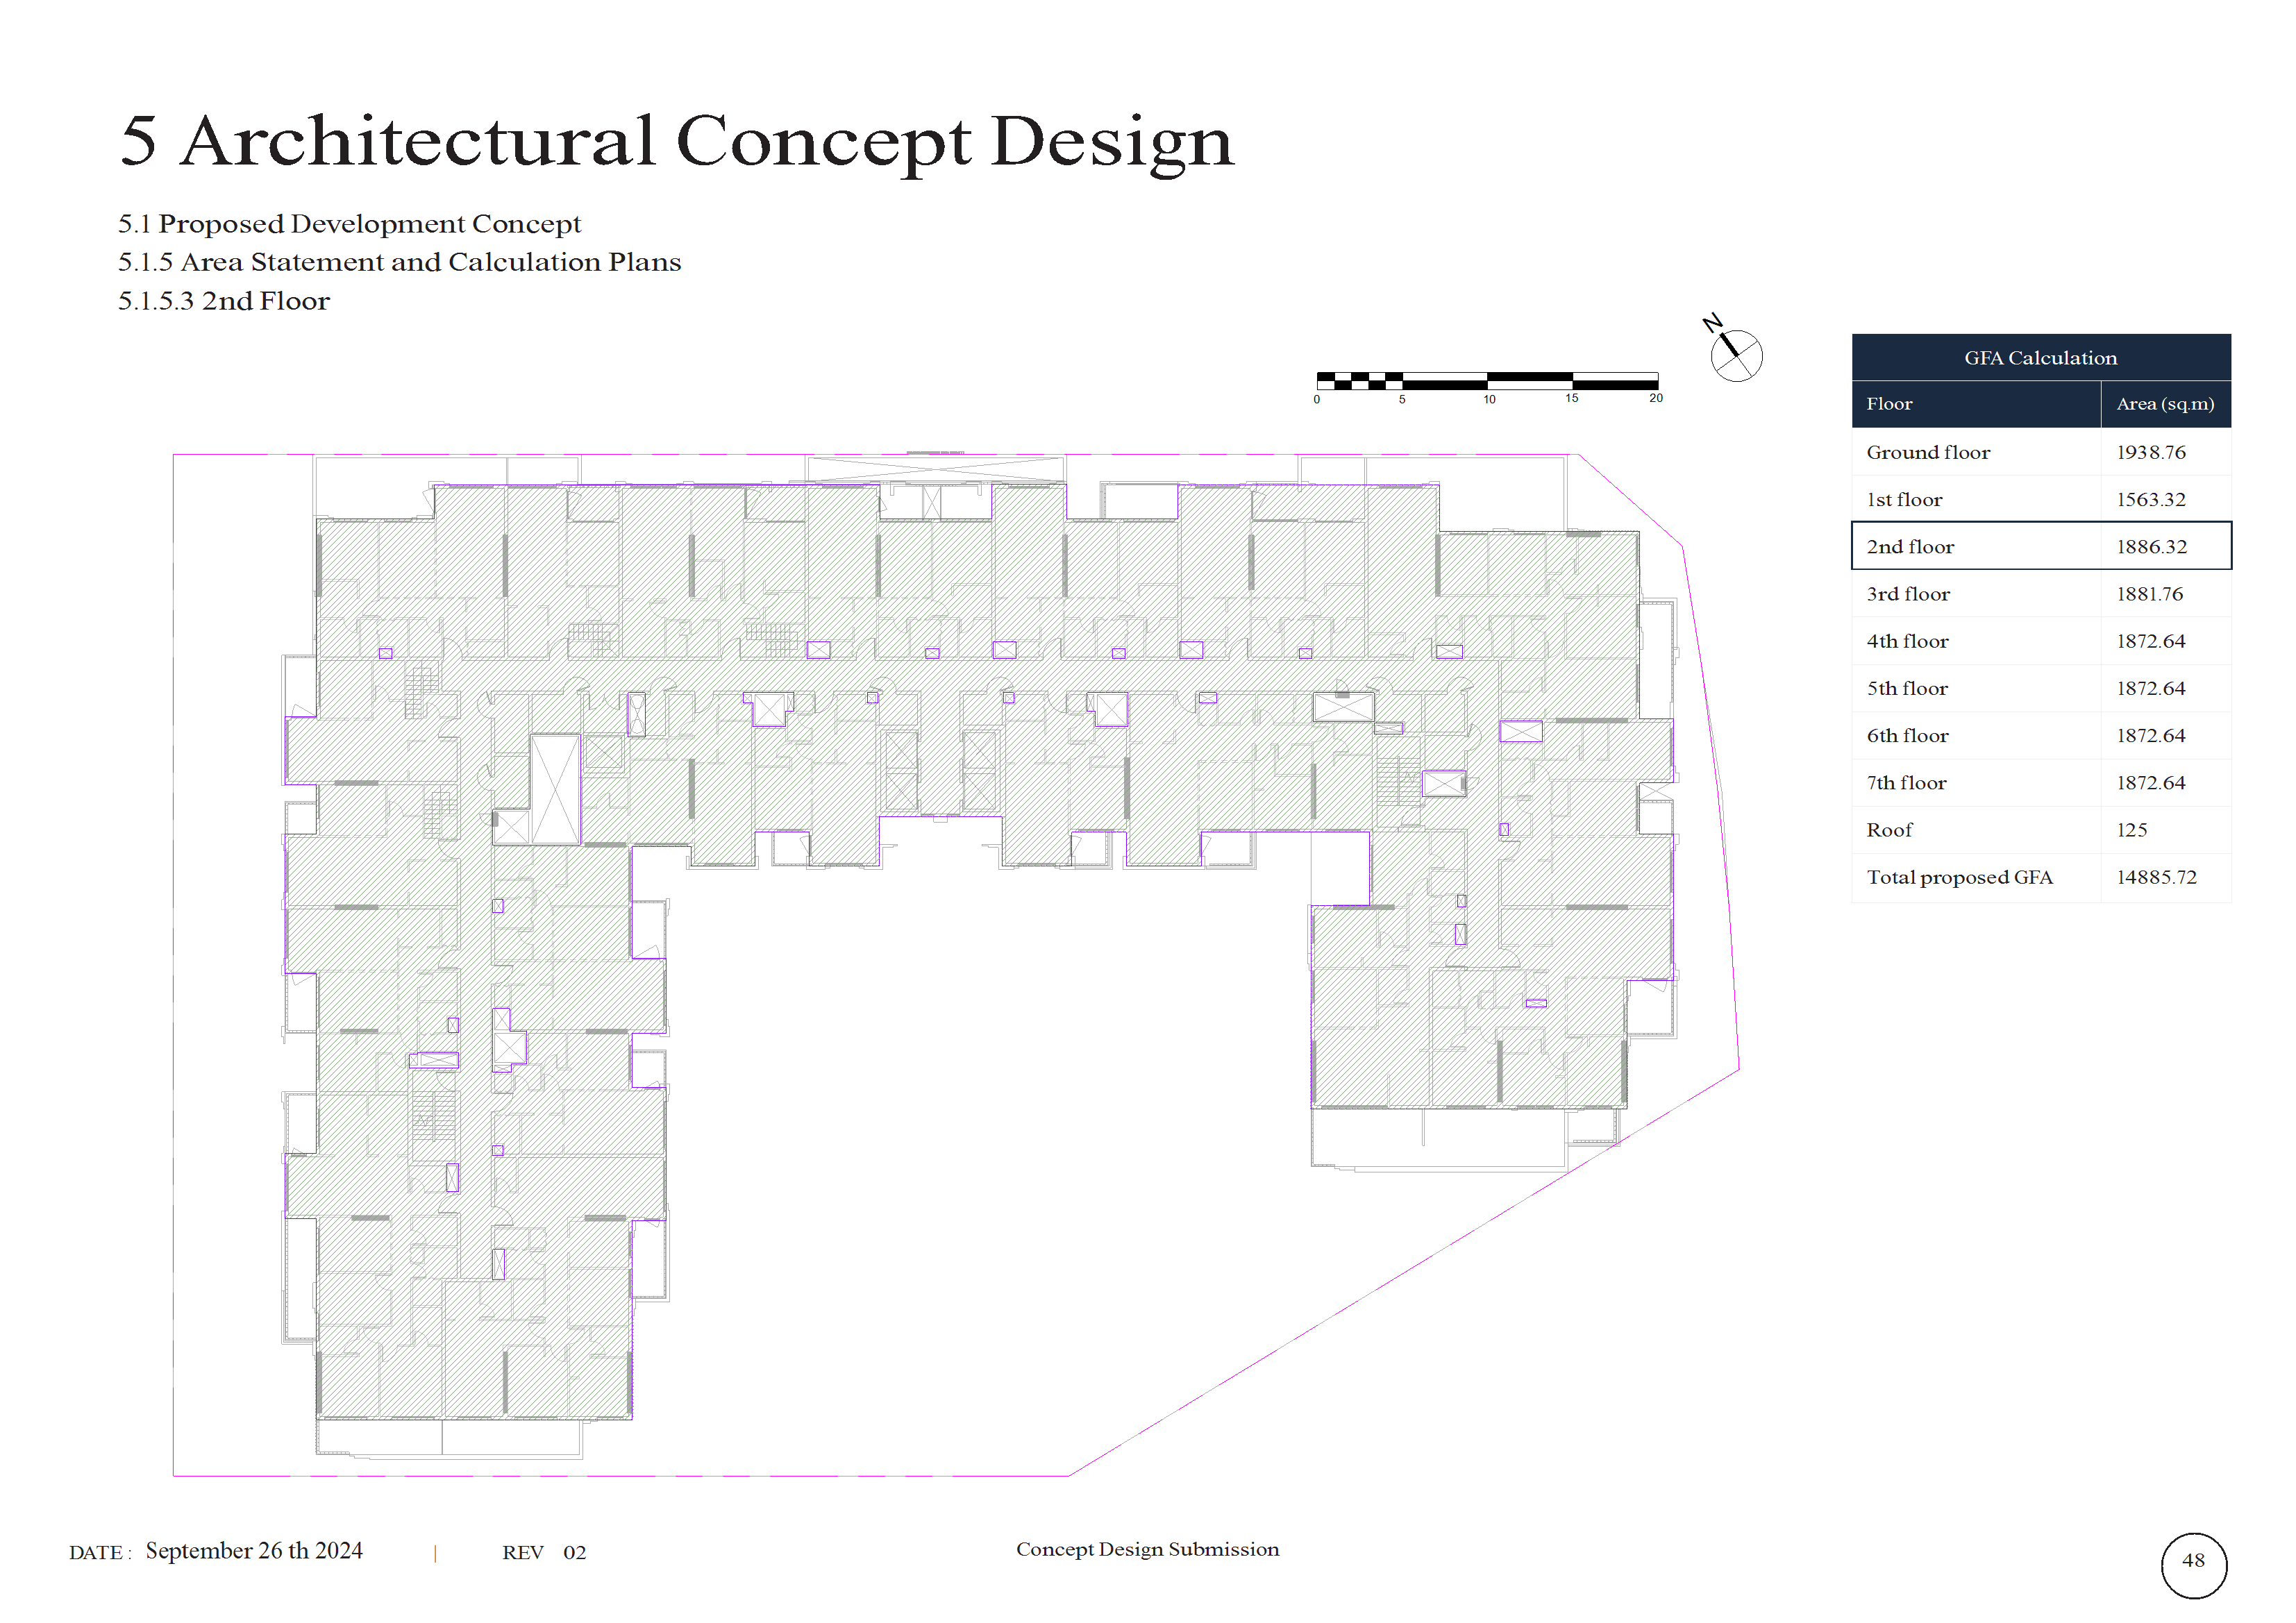 5 Architectural Concept Design
5.1 Proposed Development Concept
5.1.5 Area Statement and Calculation Plans
5.1.5.3 2nd Floor
N
0 5 10 15 20
GFA Calculation
Floor Area (sq.m)
Ground floor 1938.76
1st floor 1563.32
2nd floor 1886.32
3rd floor 1881.76
4th floor 1872.64
5th floor 1872.64
6th floor 1872.64
7th floor 1872.64
Roof 125
Total proposed GFA 14885.72
DATE : September 26 th 2024 | REV 02
Concept Design Submission
48